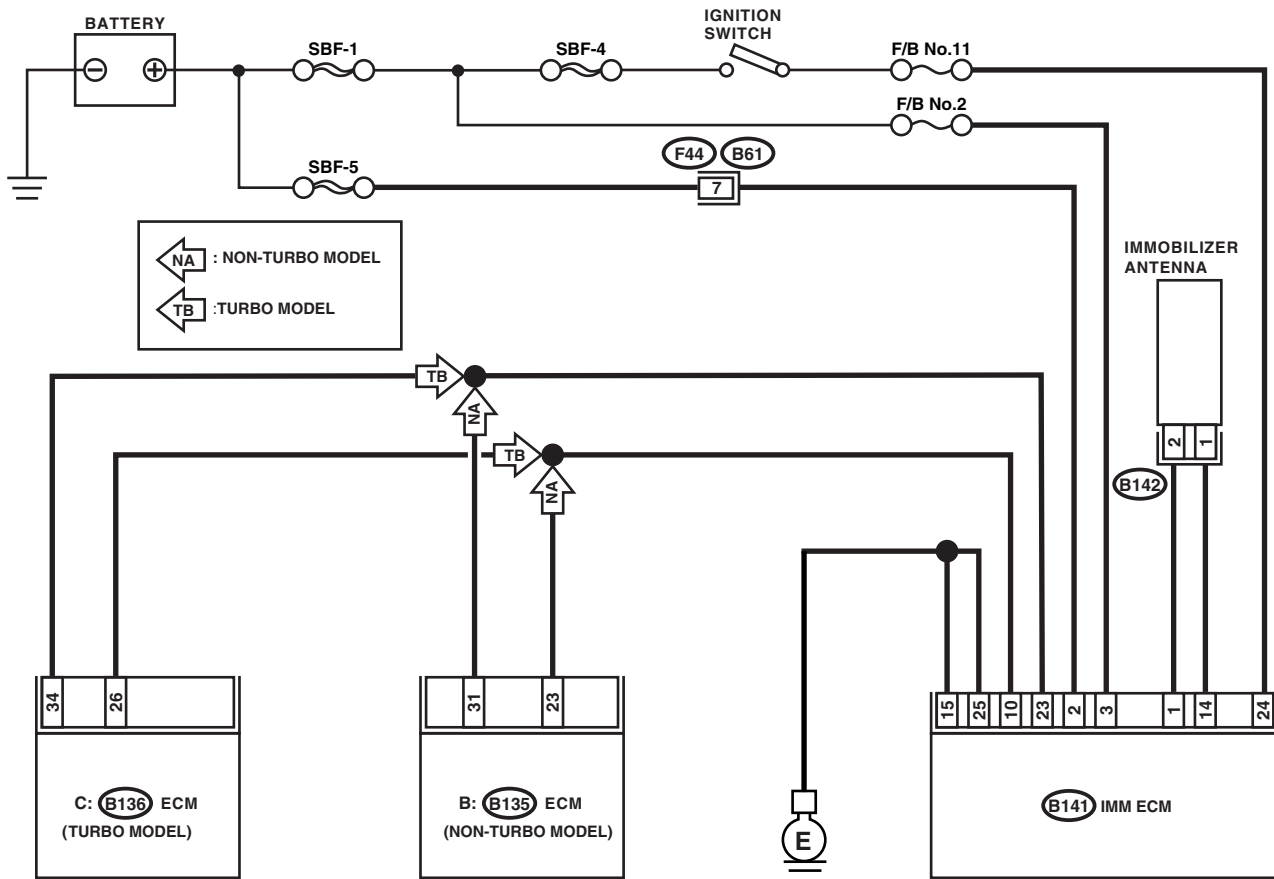 BATTERY
IGNITION
SWITCH
SBF-1
SBF-4
F/B No.11
F/B No.2
F44
B61
SBF-5
7
NA : NON-TURBO MODEL
TB :TURBO MODEL
IMMOBILIZER
ANTENNA
TB
NA
2
1
TB
NA
B142
34
26
31
23
15
25
10
23
2
3
1
14
24
C: B136 ECM
(TURBO MODEL)
B: B135 ECM
(NON-TURBO MODEL)
E
B141 IMM ECM